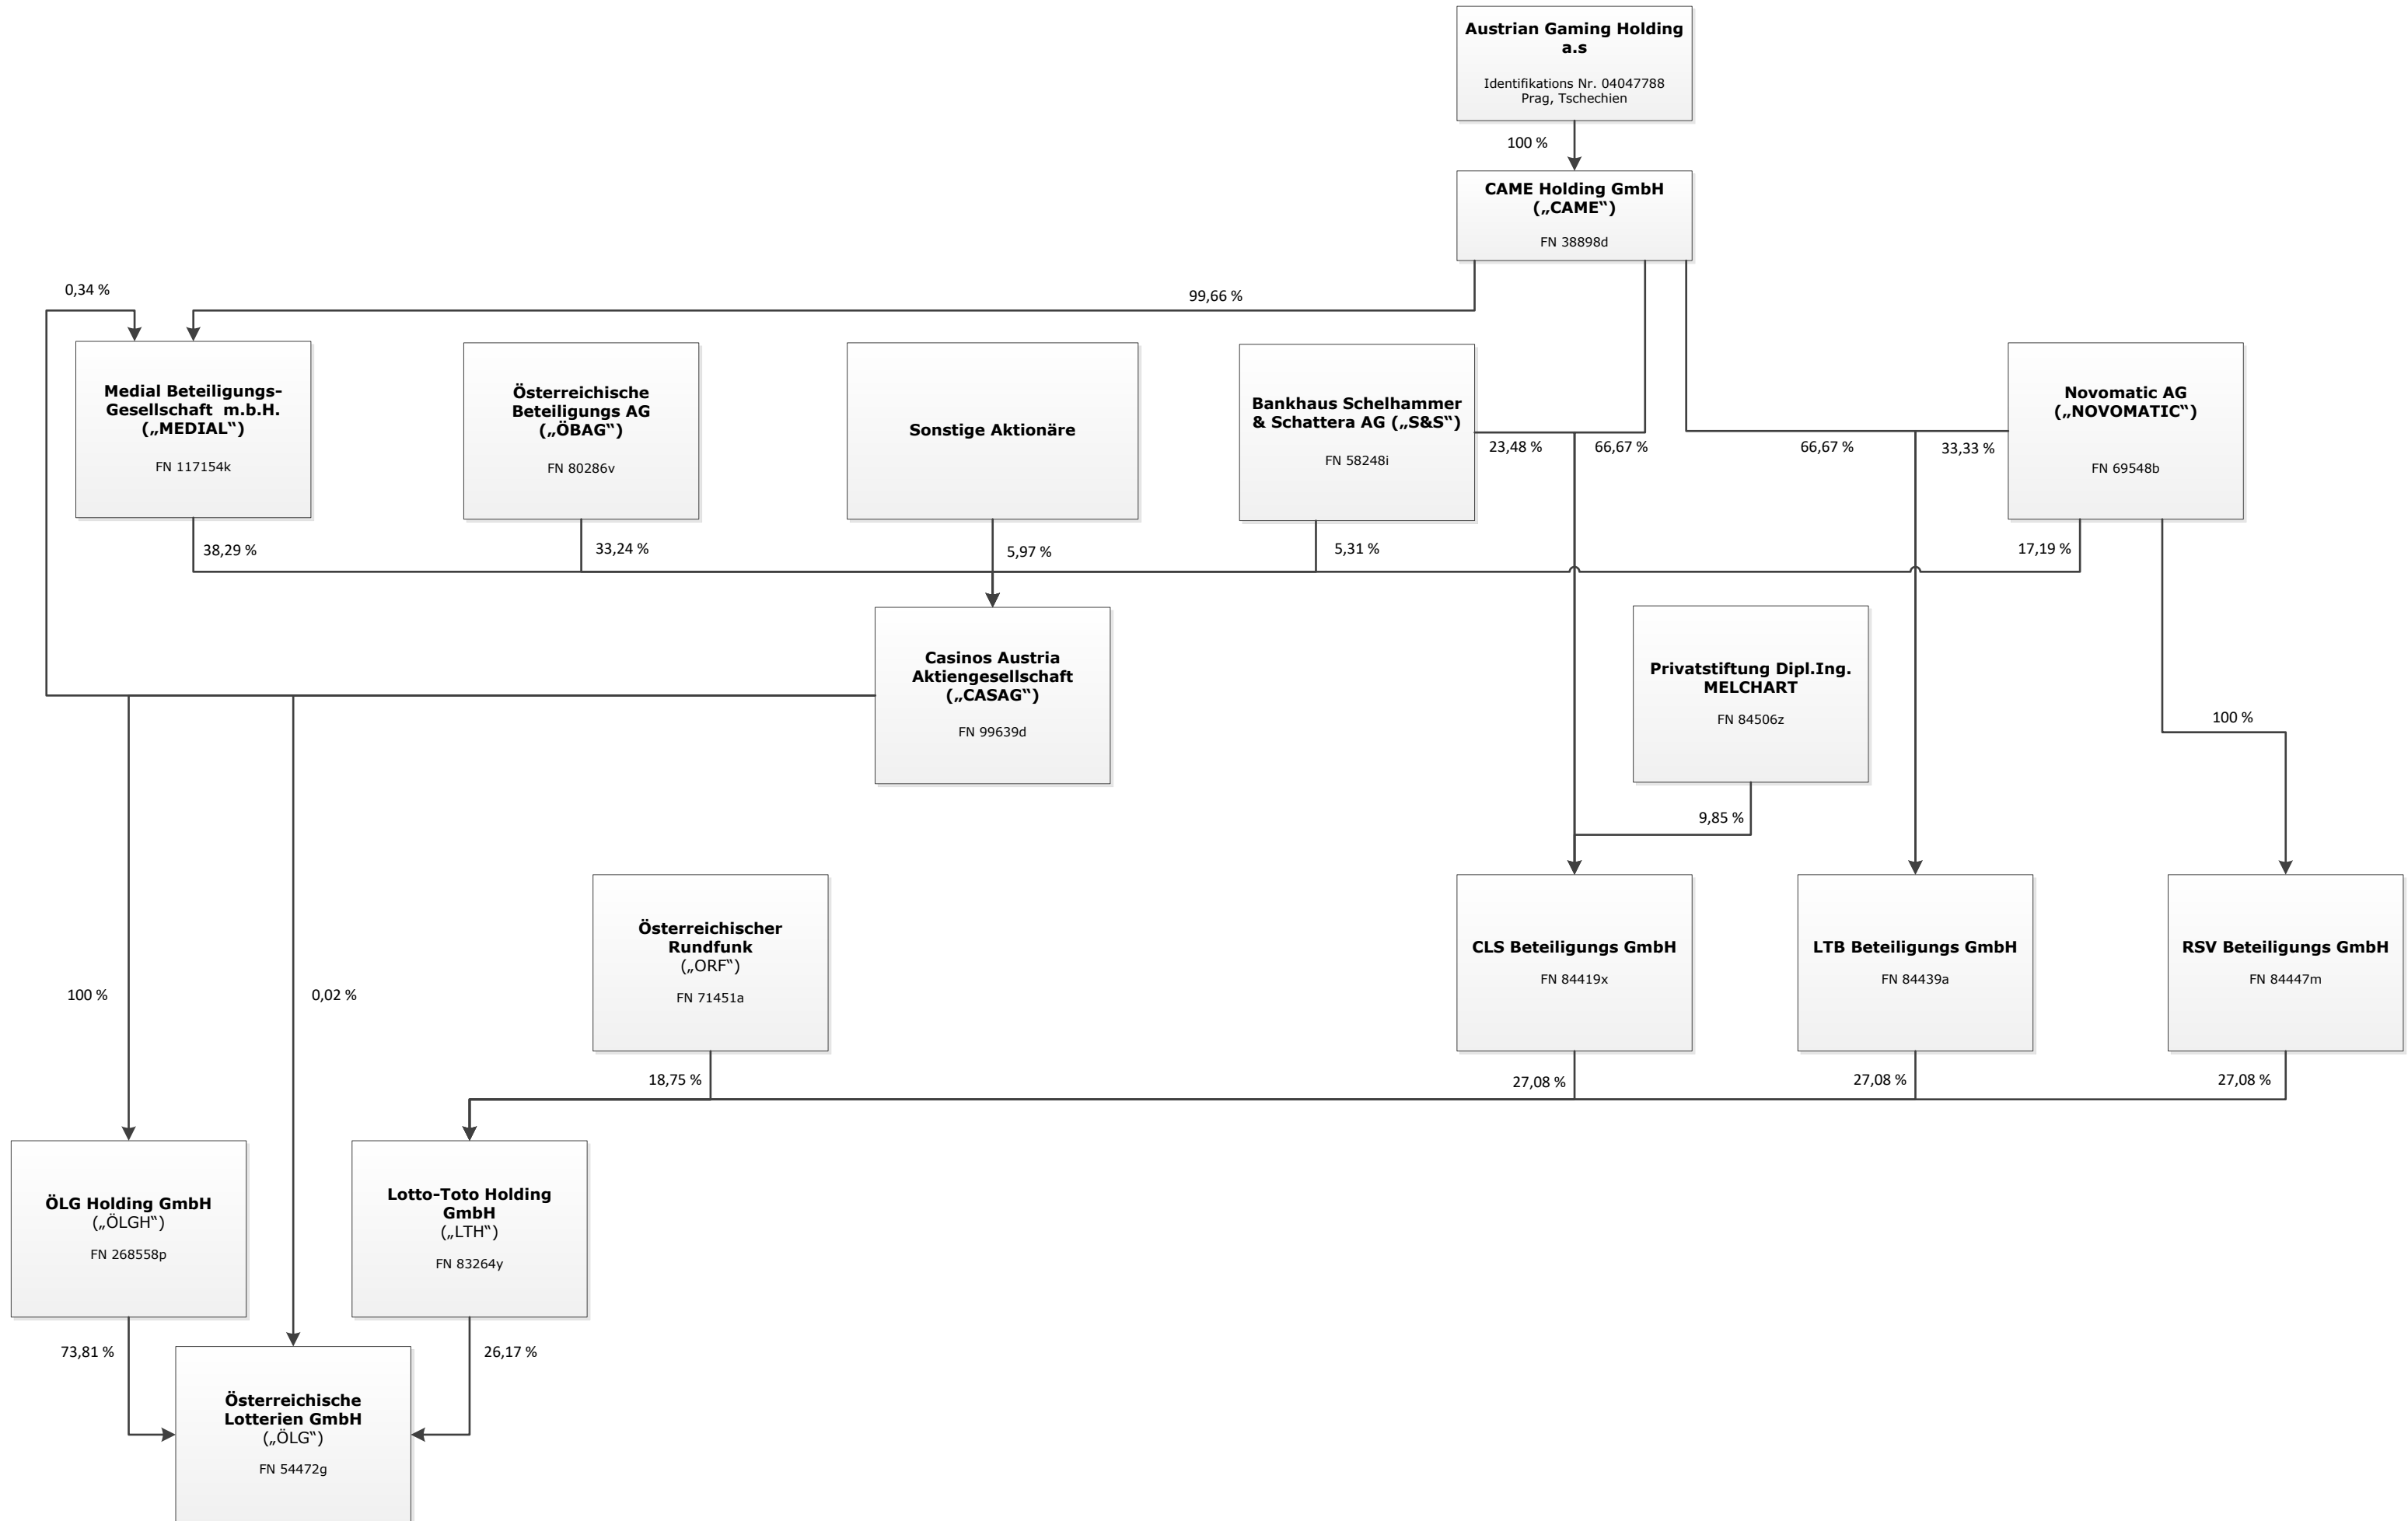 Austrian Gaming Holding
a.s
Identifikations Nr. 04047788
Prag, Tschechien
100 %
CAME Holding GmbH
(„CAME“)
FN 38898d
0,34 %
99,66 %
Medial Beteiligungs-
Gesellschaft m.b.H.
(„MEDIAL“)
FN 117154k
Österreichische
Beteiligungs AG
(„ÖBAG“)
FN 80286v
Sonstige Aktionäre
Bankhaus Schelhammer
& Schattera AG („S&S“)
FN 58248i
23,48 %
66,67 %
66,67 %
33,33 %
Novomatic AG
(„NOVOMATIC“)
FN 69548b
38,29 %
33,24 %
5,97 %
5,31 %
17,19 %
Casinos Austria
Aktiengesellschaft
(„CASAG“)
FN 99639d
Privatstiftung Dipl.Ing.
MELCHART
FN 84506z
100 %
9,85 %
Österreichischer
Rundfunk
(„ORF“)
FN 71451a
CLS Beteiligungs GmbH
FN 84419x
LTB Beteiligungs GmbH
FN 84439a
RSV Beteiligungs GmbH
FN 84447m
100 %
0,02 %
18,75 %
27,08 %
27,08 %
27,08 %
ÖLG Holding GmbH
(„ÖLGH“)
FN 268558p
Lotto-Toto Holding
GmbH
(„LTH“)
FN 83264y
73,81 %
26,17 %
Österreichische
Lotterien GmbH
(„ÖLG“)
FN 54472g